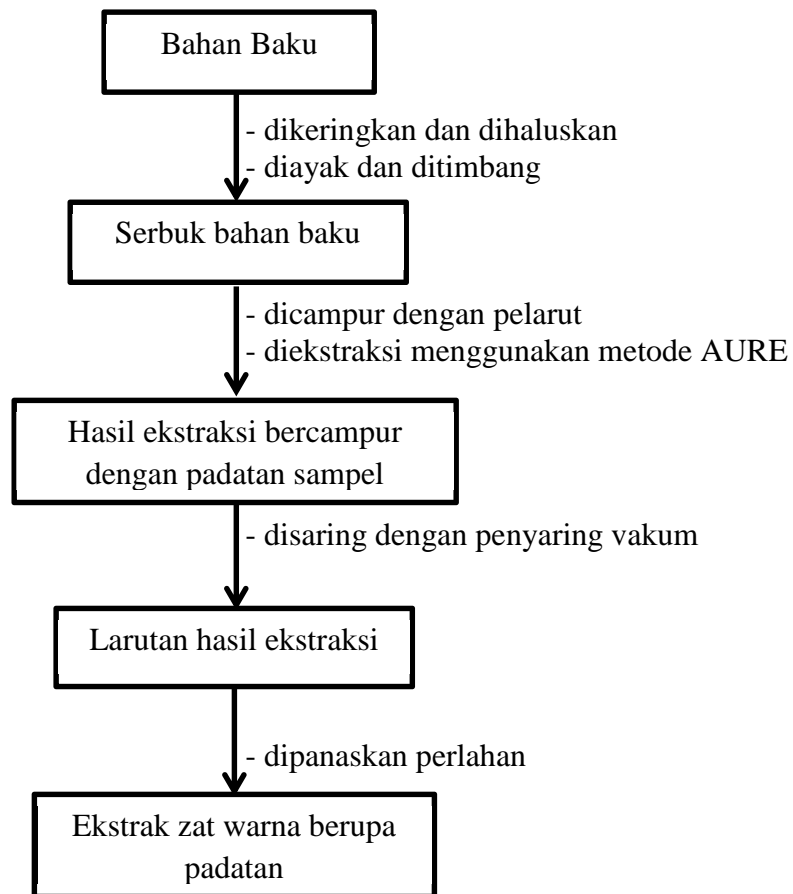 Bahan Baku
- dikeringkan dan dihaluskan
- diayak dan ditimbang
Serbuk bahan baku
- dicampur dengan pelarut
- diekstraksi menggunakan metode AURE
Hasil ekstraksi bercampur
dengan padatan sampel
- disaring dengan penyaring vakum
Larutan hasil ekstraksi
- dipanaskan perlahan
Ekstrak zat warna berupa
padatan